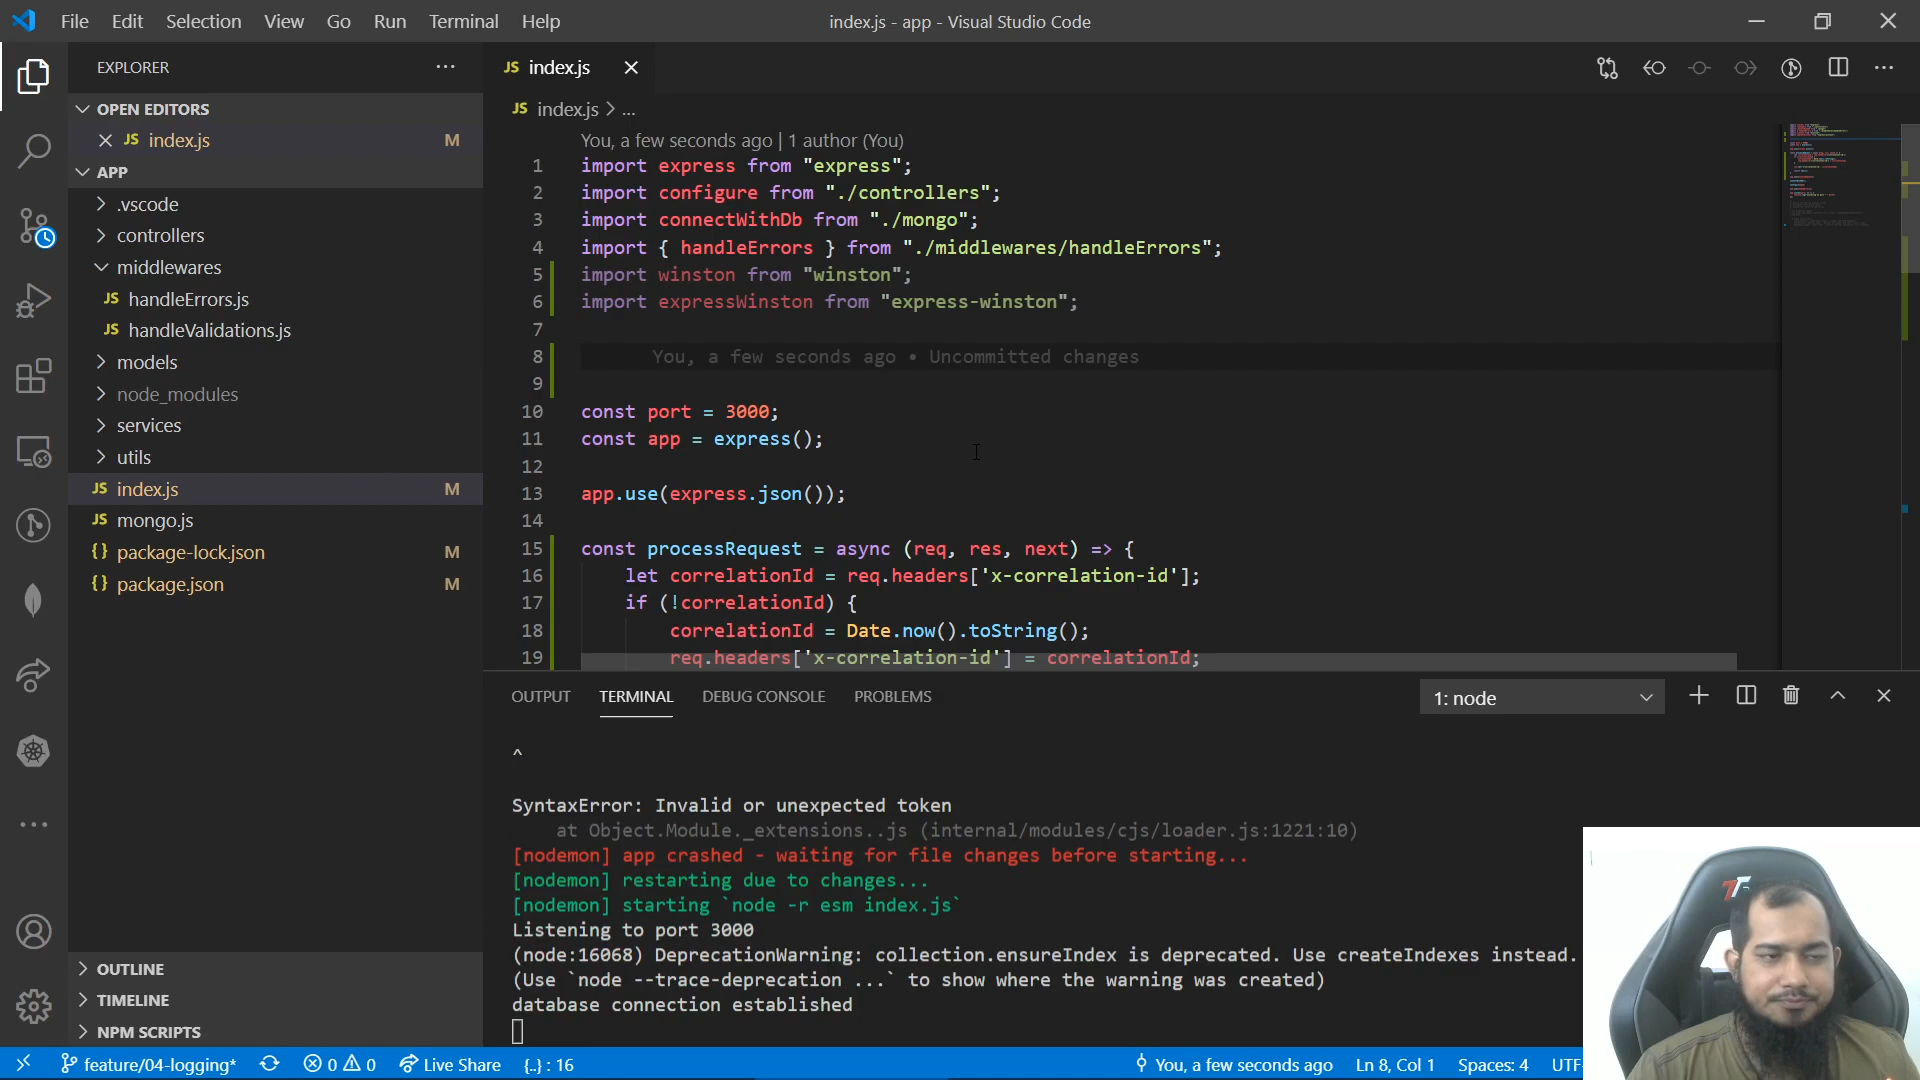 File Edit Selection View Go Run Terminal Help
index.js - app - Visual Studio Code
EXPLORER
OPEN EDITORS
JS index.js M
APP
.vscode
controllers
middlewares
JS handleErrors.js
JS handleValidations.js
models
node_modules
services
utils
JS index.js M
JS mongo.js
{} package-lock.json M
{} package.json M
OUTLINE
TIMELINE
NPM SCRIPTS
JS index.js
JS index.js > ...
You, a few seconds ago | 1 author (You)
1 import express from "express";
2 import configure from "./controllers";
3 import connectWithDb from "./mongo";
4 import { handleErrors } from "./middlewares/handleErrors";
5 import winston from "winston";
6 import expressWinston from "express-winston";
7
8 You, a few seconds ago • Uncommitted changes
9
10 const port = 3000;
11 const app = express();
12
13 app.use(express.json());
14
15 const processRequest = async (req, res, next) => {
16 let correlationId = req.headers['x-correlation-id'];
17 if (!correlationId) {
18 correlationId = Date.now().toString();
19 req.headers['x-correlation-id'] = correlationId;
OUTPUT TERMINAL DEBUG CONSOLE PROBLEMS
1: node
^
SyntaxError: Invalid or unexpected token
at Object.Module._extensions..js (internal/modules/cjs/loader.js:1221:10)
[nodemon] app crashed - waiting for file changes before starting...
[nodemon] restarting due to changes...
[nodemon] starting `node -r esm index.js`
Listening to port 3000
(node:16068) DeprecationWarning: collection.ensureIndex is deprecated. Use createIndexes instead.
(Use `node --trace-deprecation ...` to show where the warning was created)
database connection established
feature/04-logging* 0 0 Live Share {..} : 16
You, a few seconds ago Ln 8, Col 1 Spaces: 4 UTF-